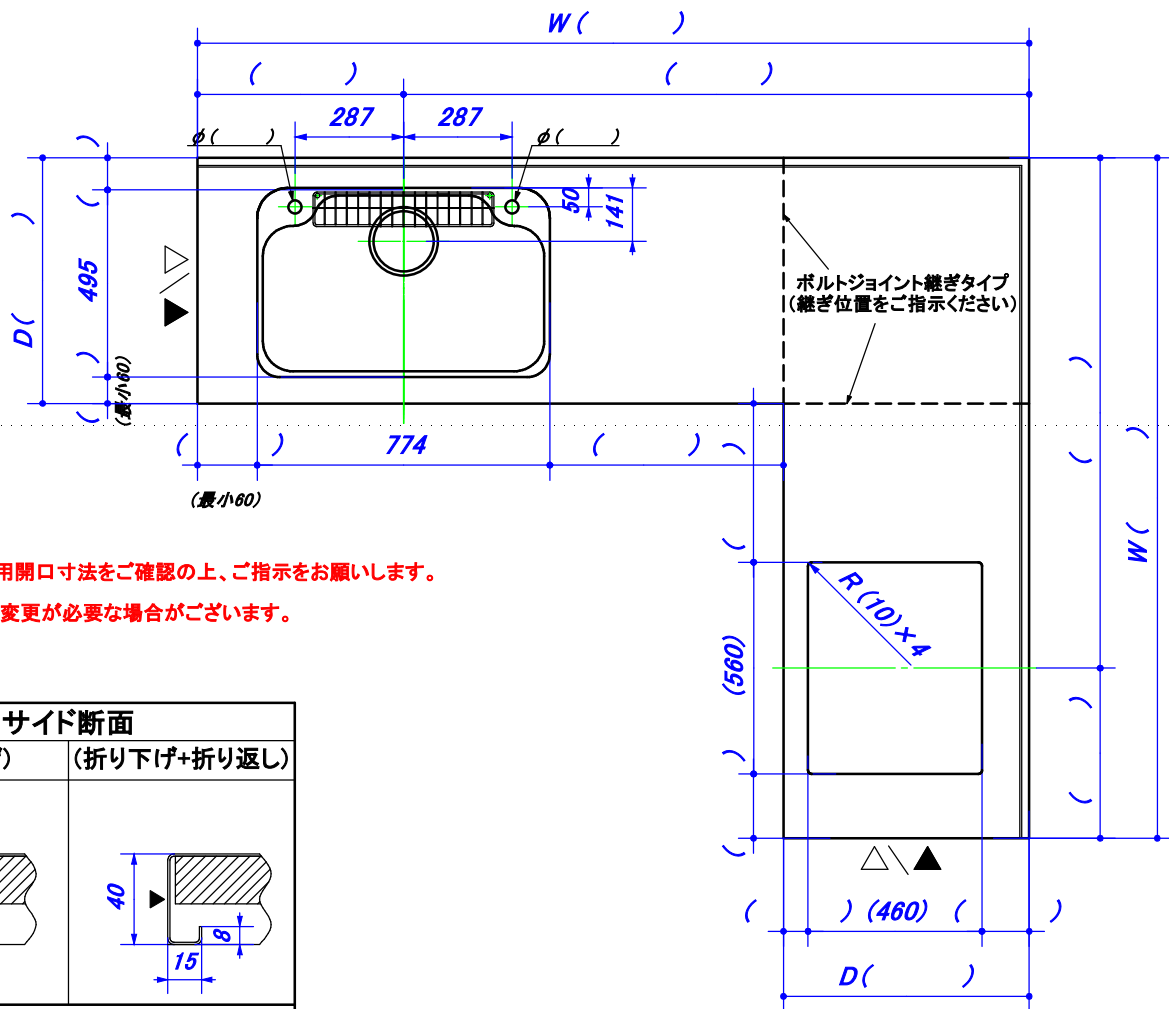 W(　　)
(　　)
(　　)
287
287
φ(　　)
φ(　　)
(　　)
50
141
D(　　)
495
(　　)
(最小60)
ボルトジョイント継ぎタイプ
(継ぎ位置をご指示ください)
(　　)
774
(　　)
(最小60)
(　　)
W(　　)
用開口寸法をご確認の上、ご指示をお願いします。
変更が必要な場合がございます。
R(10)×4
(560)
(　　)
(　　)
サイド断面
)
(折り下げ+折り返し)
40
8
15
(　　)
(460)
(　　)
D(　　)